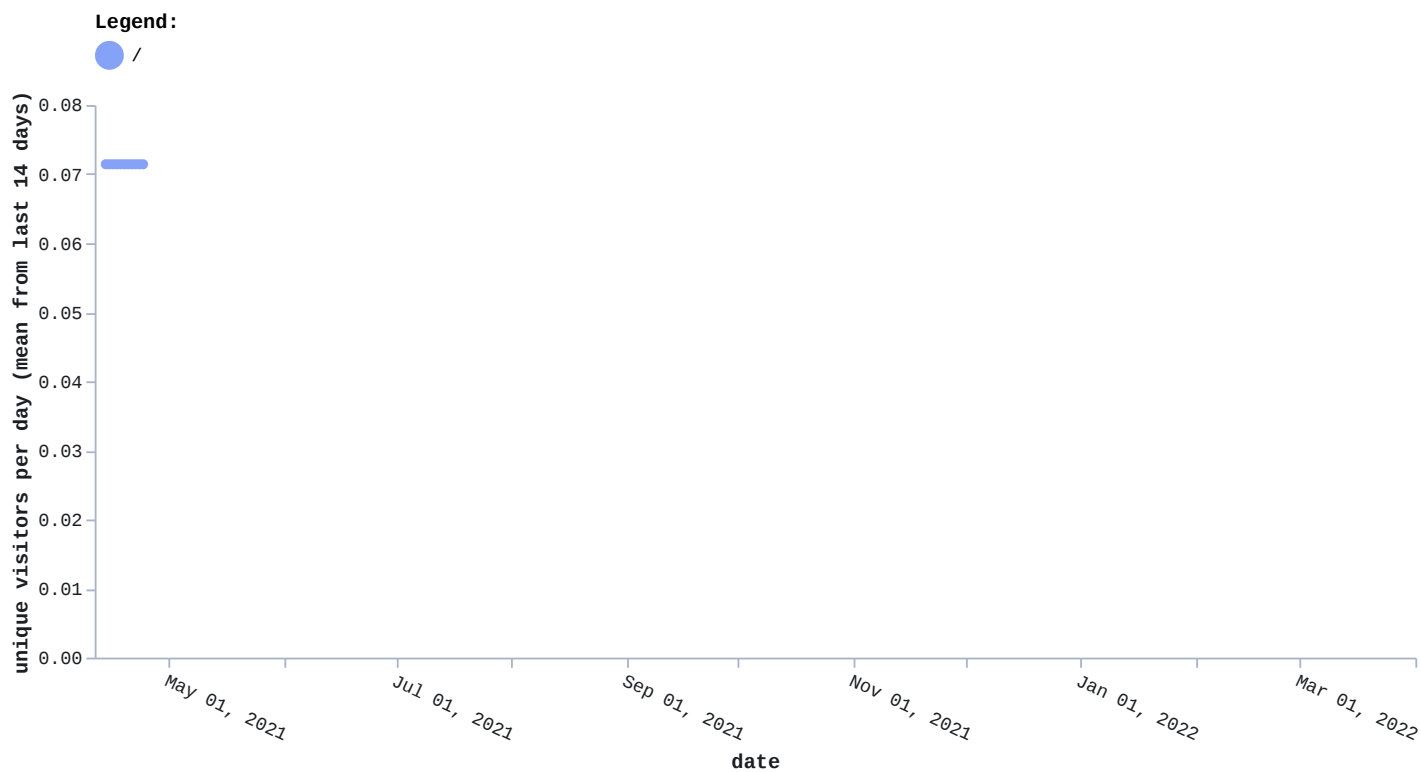 Legend:
/
unique visitors per day (mean from last 14 days)
0.08
0.07
0.06
0.05
0.04
0.03
0.02
0.01
0.00
May 01, 2021
Jul 01, 2021
Sep 01, 2021
Nov 01, 2021
Jan 01, 2022
Mar 01, 2022
date